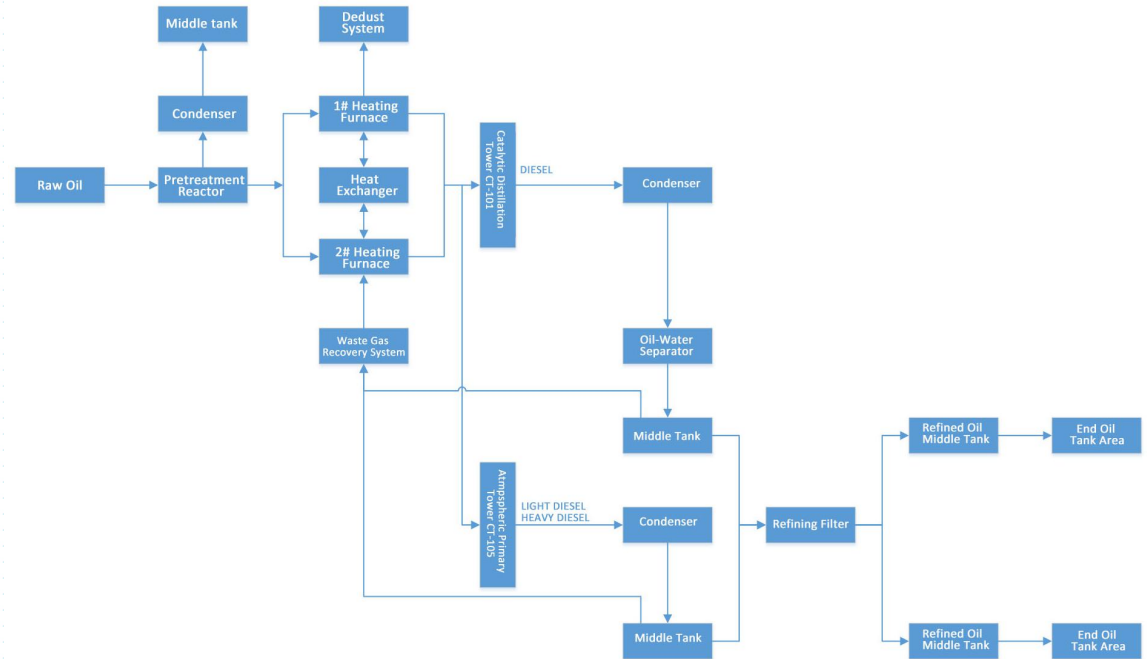 Middle tank
Dedust
System
Condenser
1# Heating
Furnace
Raw Oil
Pretreatment
Reactor
Heat
Exchanger
Catalytic Distillation
Tower CT-101
DIESEL
Condenser
2# Heating
Furnace
Waste Gas
Recovery System
Oil-Water
Separator
Middle Tank
Refined Oil
Middle Tank
End Oil
Tank Area
Atmpspheric Primary
Tower CT-105
LIGHT DIESEL
HEAVY DIESEL
Condenser
Refining Filter
Middle Tank
Refined Oil
Middle Tank
End Oil
Tank Area